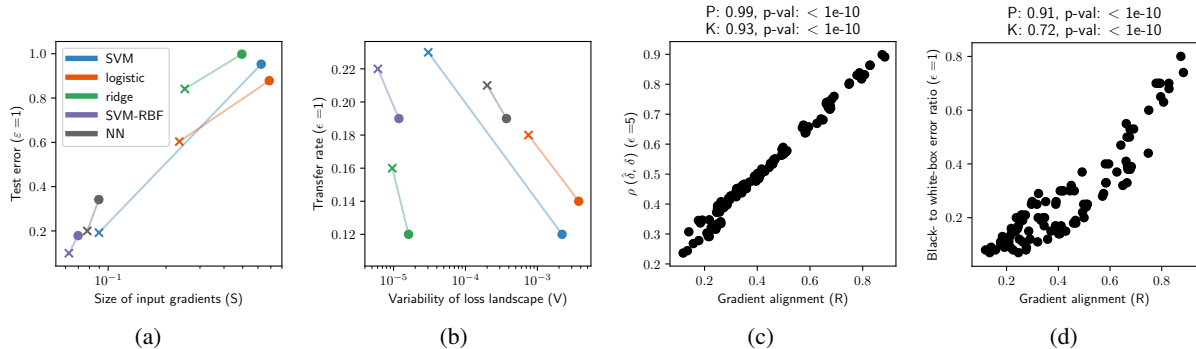 P: 0.99, p-val: < 1e-10
K: 0.93, p-val: < 1e-10
P: 0.91, p-val: < 1e-10
K: 0.72, p-val: < 1e-10
Test error (ε =1)
1.0
0.8
0.6
0.4
0.2
SVM
logistic
ridge
SVM-RBF
NN
10⁻¹
Size of input gradients (S)
(a)
Transfer rate (ϵ =1)
0.22
0.20
0.18
0.16
0.14
0.12
10⁻⁵
10⁻⁴
10⁻³
Variability of loss landscape (V)
(b)
ρ (δ̂, δ) (ϵ =5)
0.9
0.8
0.7
0.6
0.5
0.4
0.3
0.2
0.2
0.4
0.6
0.8
Gradient alignment (R)
(c)
Black- to white-box error ratio (ϵ =1)
0.8
0.6
0.4
0.2
0.0
0.2
0.4
0.6
0.8
Gradient alignment (R)
(d)